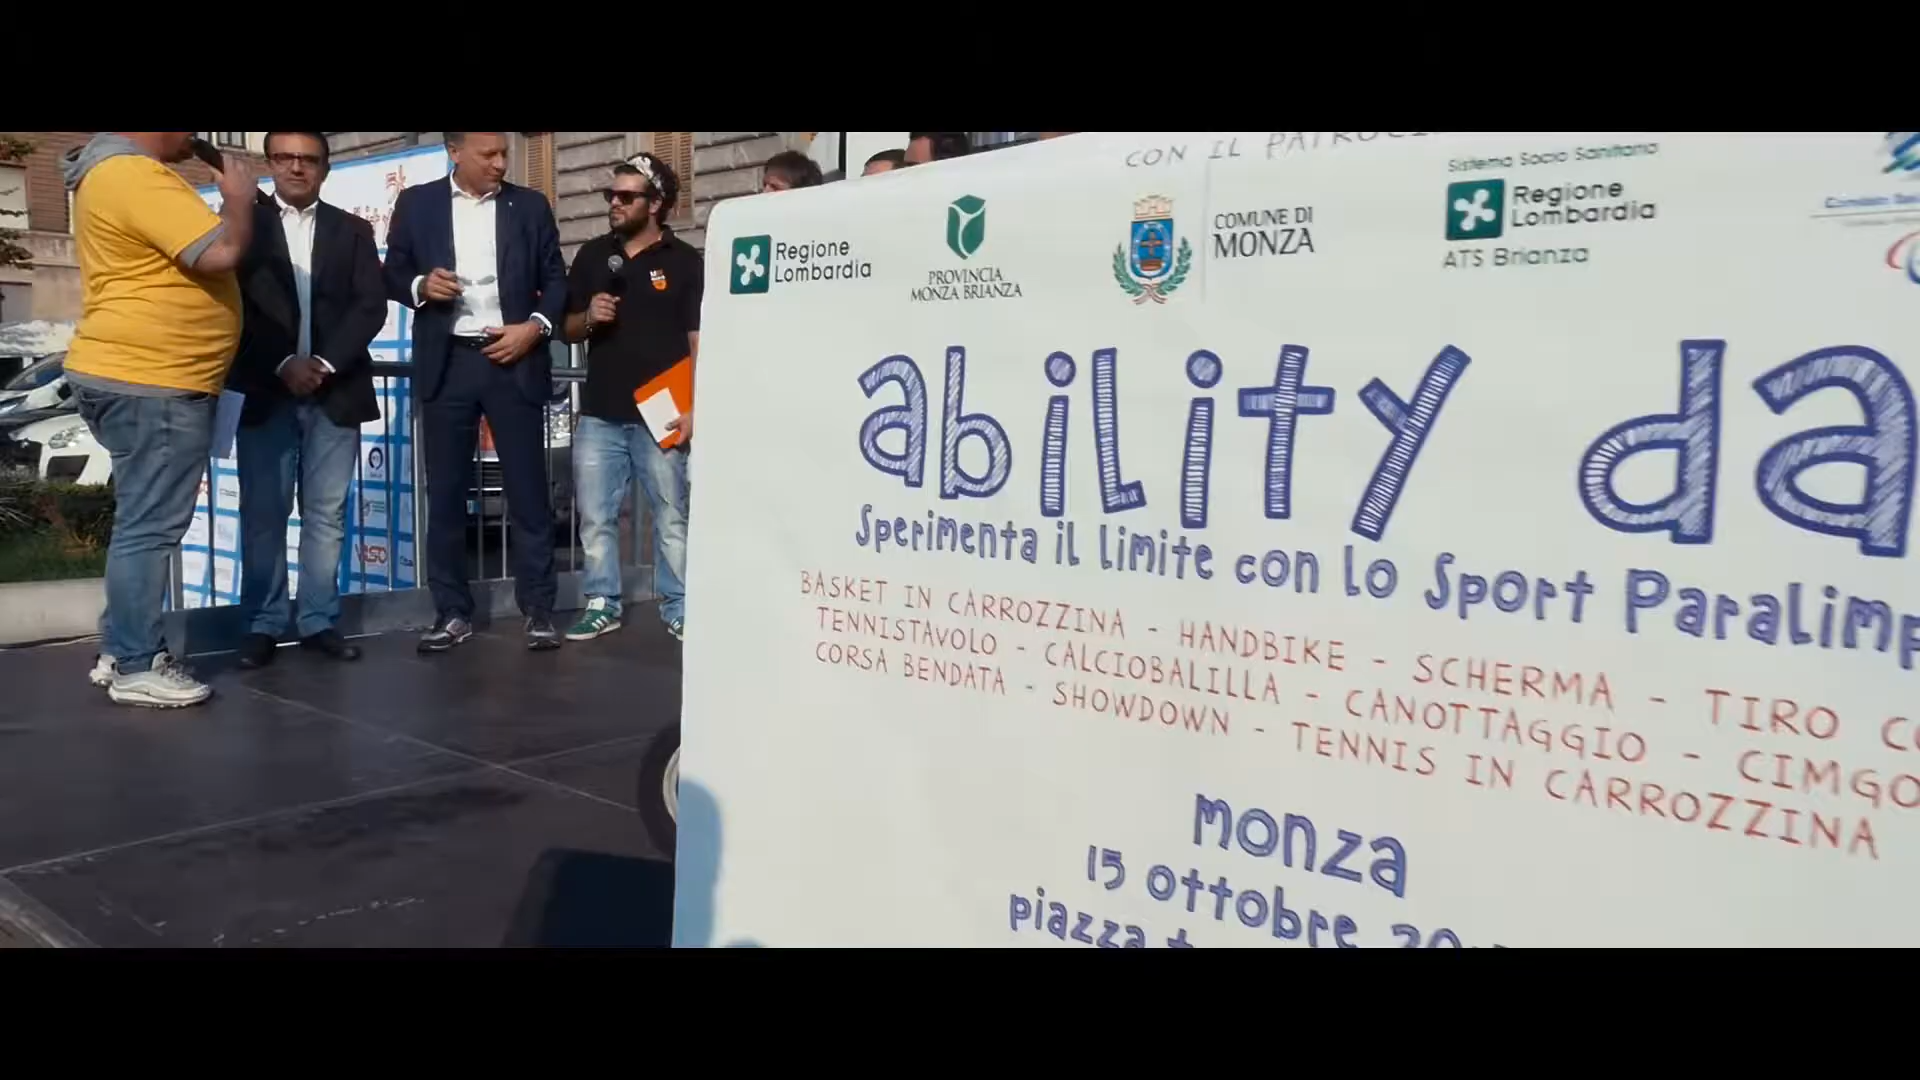 CON IL PATROCI
Regione
Lombardia
PROVINCIA
MONZA BRIANZA
COMUNE DI
MONZA
Sistema Socio Sanitario
Regione
Lombardia
ATS Brianza
ability da
Sperimenta il limite con lo Sport Paralimp
BASKET IN CARROZZINA - HANDBIKE - SCHERMA - TIRO CO
TENNISTAVOLO - CALCIOBALILLA - CANOTTAGGIO - CIMGO
CORSA BENDATA - SHOWDOWN - TENNIS IN CARROZZINA
monza
15 ottobre 20
piazza t